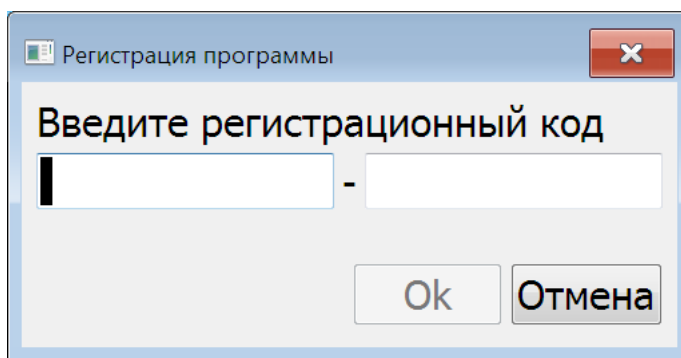 Регистрация программы
Введите регистрационный код
-
Ok Отмена